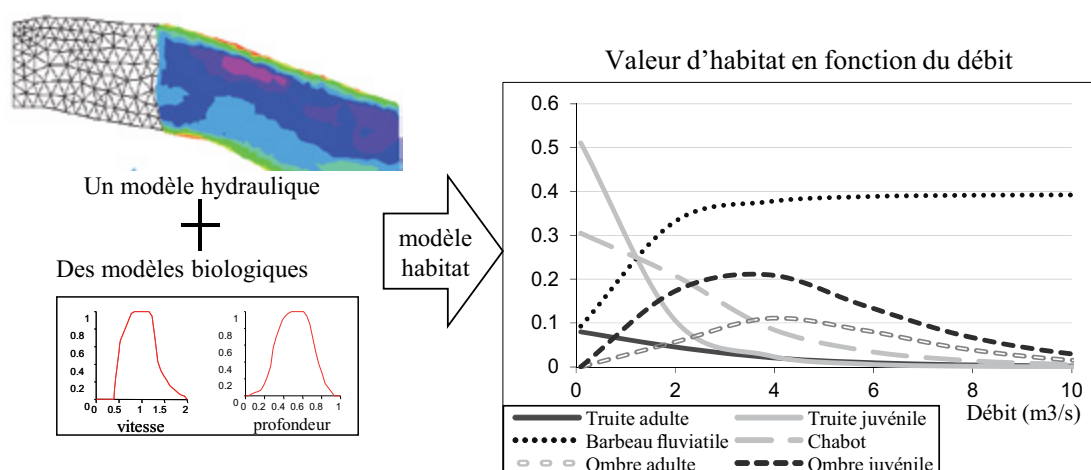 Un modèle hydraulique
+
Des modèles biologiques
1
0.8
0.6
0.4
0.2
0 0.5 1 1.5 2
vitesse
1
0.8
0.6
0.4
0.2
0 0.2 0.4 0.6 0.8 1
profondeur
modèle
habitat
Valeur d'habitat en fonction du débit
0.6
0.5
0.4
0.3
0.2
0.1
0
0 2 4 6 8 10
Débit (m3/s)
Truite adulte Truite juvénile
Barbeau fluviatile Chabot
Ombre adulte Ombre juvénile